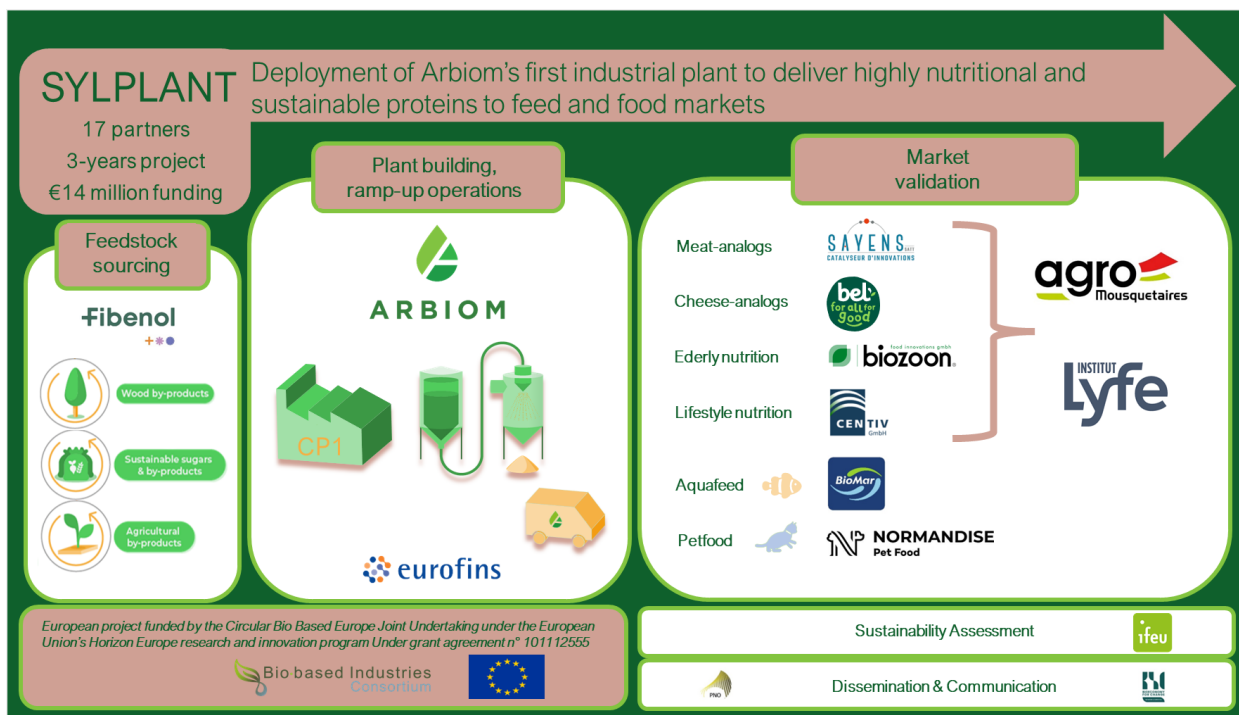 SYLPLANT
17 partners
3-years project
€14 million funding
Deployment of Arbiom's first industrial plant to deliver highly nutritional and
sustainable proteins to feed and food markets
Feedstock
sourcing
Fibenol
Wood by-products
Sustainable sugars
& by-products
Agricultural
by-products
Plant building,
ramp-up operations
ARBIOM
CP1
eurofins
Market
validation
Meat-analogs
SAYENS
CATALYSEUR D'INNOVATIONS
Cheese-analogs
bel
for all for
good
Ederly nutrition
food innovations gmbh
biozoon
Lifestyle nutrition
CENTIV
GmbH
Aquafeed
BioMar
Petfood
NORMANDISE
Pet Food
agro
Mousquetaires
INSTITUT
Lyfe
European project funded by the Circular Bio Based Europe Joint Undertaking under the European
Union's Horizon Europe research and innovation program Under grant agreement n° 101112555
Bio based Industries
Consortium
Sustainability Assessment
ifeu
PNO
Dissemination & Communication